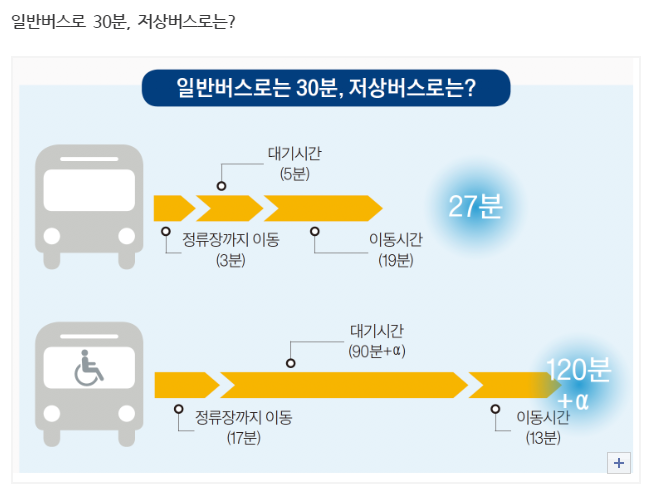 일반버스로 30분, 저상버스로는?
일반버스로는 30분, 저상버스로는?
대기시간
(5분)
27분
정류장까지 이동
(3분)
이동시간
(19분)
대기시간
(90분+α)
120분
+α
정류장까지 이동
(17분)
이동시간
(13분)